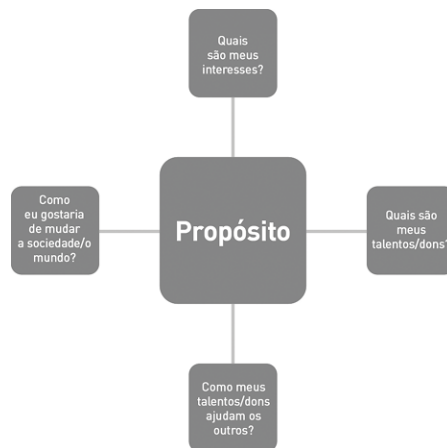 Quais
são meus
interesses?
Como
eu gostaria
de mudar
a sociedade/o
mundo?
Propósito
Quais são
meus
talentos/dons?
Como meus
talentos/dons
ajudam os
outros?